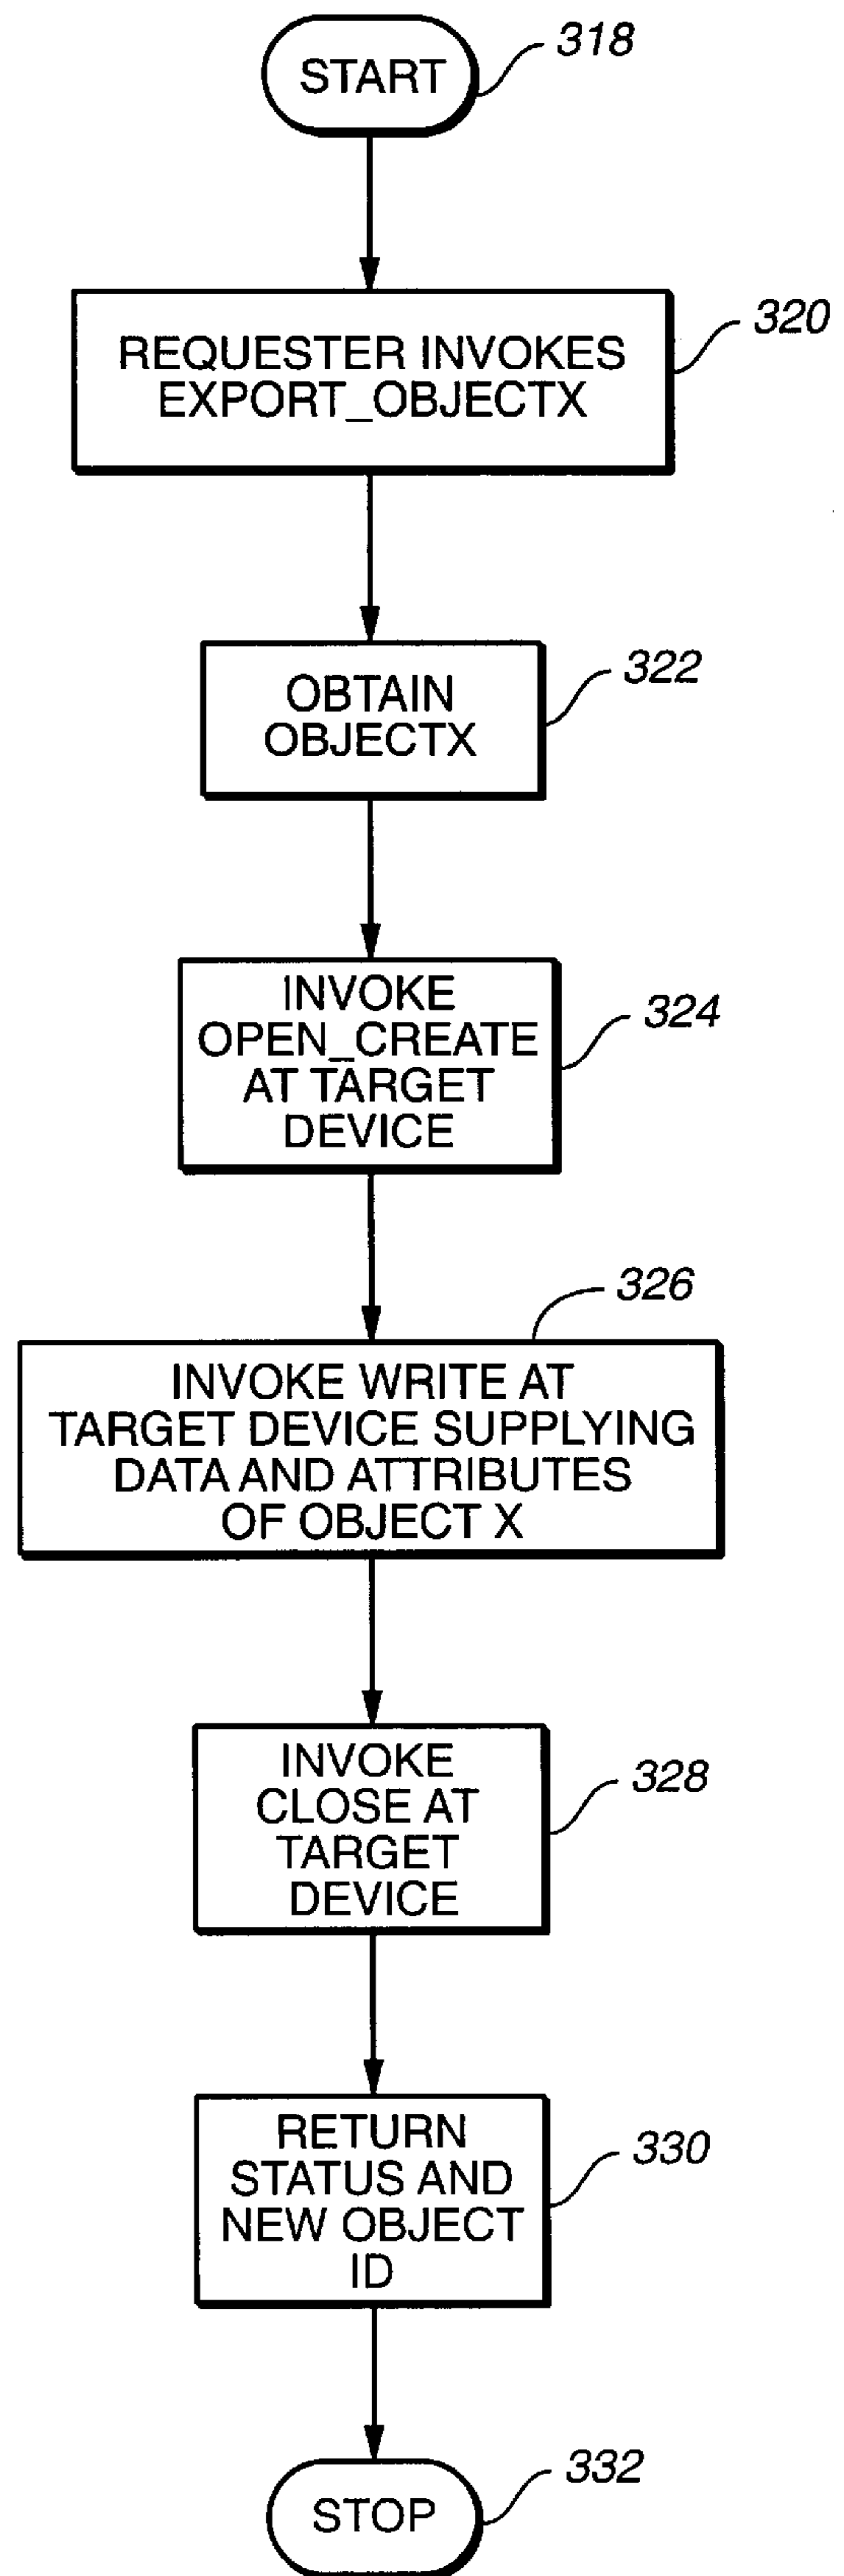 318
START
320
REQUESTER INVOKES
EXPORT_OBJECTX
322
OBTAIN
OBJECTX
324
INVOKE
OPEN_CREATE
AT TARGET
DEVICE
326
INVOKE WRITE AT
TARGET DEVICE SUPPLYING
DATA AND ATTRIBUTES
OF OBJECT X
328
INVOKE
CLOSE AT
TARGET
DEVICE
330
RETURN
STATUS AND
NEW OBJECT
ID
332
STOP